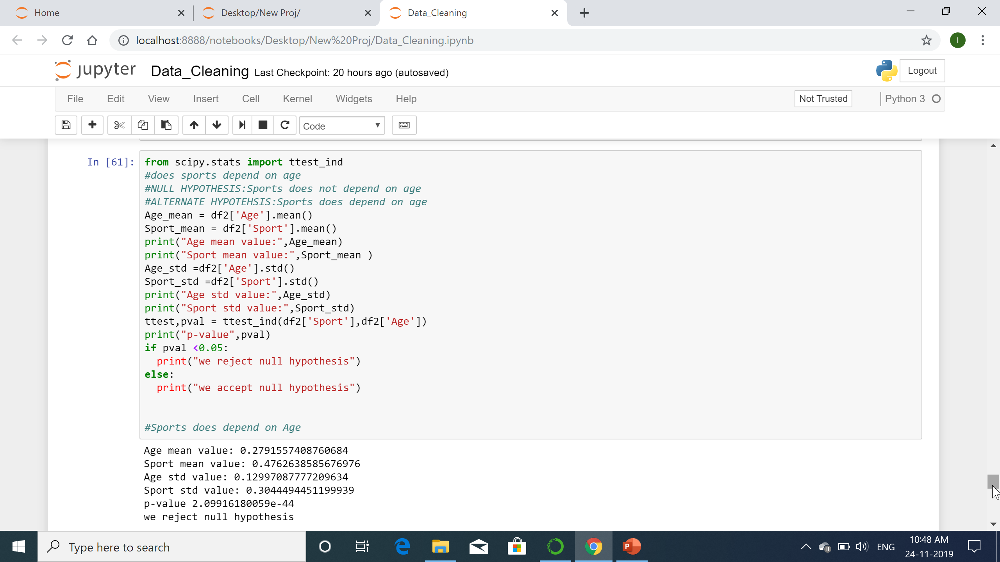 Home
Desktop/New Proj/
Data_Cleaning
localhost:8888/notebooks/Desktop/New%20Proj/Data_Cleaning.ipynb
I
jupyter Data_Cleaning Last Checkpoint: 20 hours ago (autosaved)
Logout
File Edit View Insert Cell Kernel Widgets Help
Not Trusted
Python 3
Code
In [61]:
from scipy.stats import ttest_ind
#does sports depend on age
#NULL HYPOTHESIS:Sports does not depend on age
#ALTERNATE HYPOTEHSIS:Sports does depend on age
Age_mean = df2['Age'].mean()
Sport_mean = df2['Sport'].mean()
print("Age mean value:",Age_mean)
print("Sport mean value:",Sport_mean )
Age_std =df2['Age'].std()
Sport_std =df2['Sport'].std()
print("Age std value:",Age_std)
print("Sport std value:",Sport_std)
ttest,pval = ttest_ind(df2['Sport'],df2['Age'])
print("p-value",pval)
if pval <0.05:
  print("we reject null hypothesis")
else:
  print("we accept null hypothesis")
#Sports does depend on Age
Age mean value: 0.2791557408760684
Sport mean value: 0.4762638585676976
Age std value: 0.12997087777209634
Sport std value: 0.3044494451199939
p-value 2.09916180059e-44
we reject null hypothesis
Type here to search
P
ENG
10:48 AM
24-11-2019